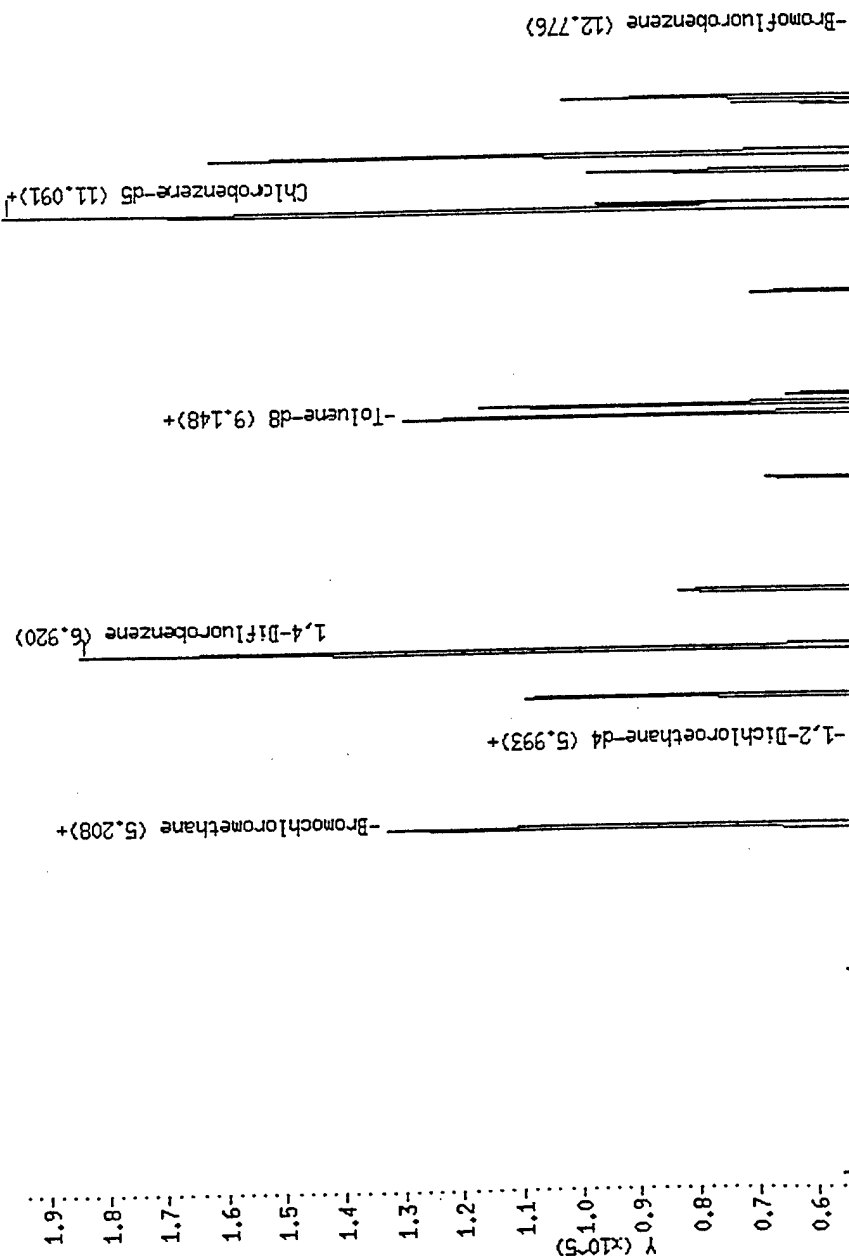 -Bromofluorobenzene (12.776)
Chlorobenzene-d5 (11.091)+
-Toluene-d8 (9.148)+
1,4-Difluorobenzene (6.920)
-1,2-Dichloroethane-d4 (5.993)+
-Bromochloromethane (5.208)+
1.9-
1.8-
1.7-
1.6-
1.5-
1.4-
1.3-
1.2-
1.1-
1.0-
0.9-
0.8-
0.7-
0.6-
Y (x10^5)